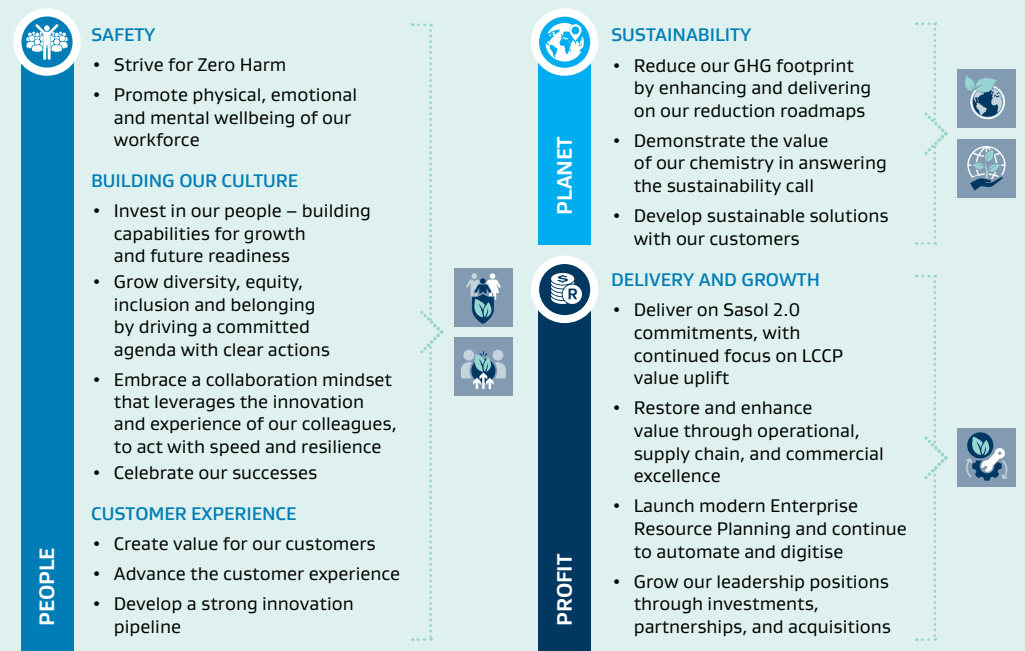 SAFETY
• Strive for Zero Harm
• Promote physical, emotional
and mental wellbeing of our
workforce
BUILDING OUR CULTURE
• Invest in our people – building
capabilities for growth
and future readiness
• Grow diversity, equity,
inclusion and belonging
by driving a committed
agenda with clear actions
• Embrace a collaboration mindset
that leverages the innovation
and experience of our colleagues,
to act with speed and resilience
• Celebrate our successes
CUSTOMER EXPERIENCE
• Create value for our customers
• Advance the customer experience
• Develop a strong innovation
pipeline
PEOPLE
SUSTAINABILITY
• Reduce our GHG footprint
by enhancing and delivering
on our reduction roadmaps
• Demonstrate the value
of our chemistry in answering
the sustainability call
• Develop sustainable solutions
with our customers
PLANET
$
R
DELIVERY AND GROWTH
• Deliver on Sasol 2.0
commitments, with
continued focus on LCCP
value uplift
• Restore and enhance
value through operational,
supply chain, and commercial
excellence
• Launch modern Enterprise
Resource Planning and continue
to automate and digitise
• Grow our leadership positions
through investments,
partnerships, and acquisitions
PROFIT